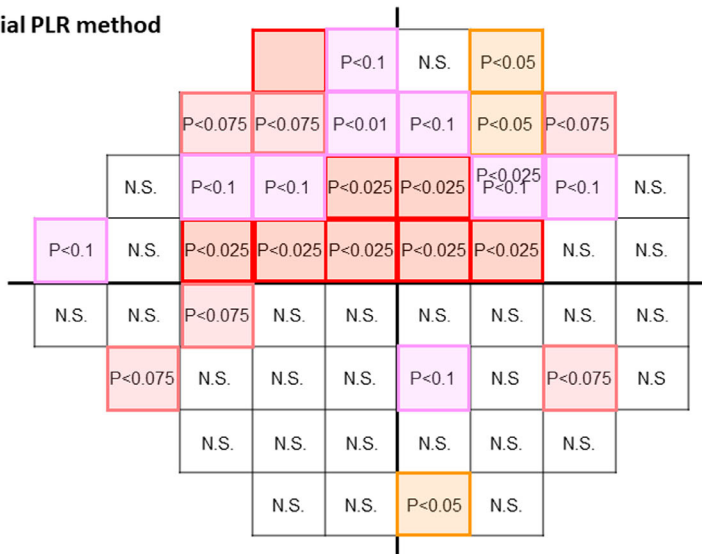 ial PLR method
P<0.1 N.S. P<0.05
P<0.075 P<0.075 P<0.01 P<0.1 P<0.05 P<0.075
N.S. P<0.1 P<0.1 P<0.025 P<0.025 P<0.025 P<0.1 P<0.1 N.S.
P<0.1 N.S. P<0.025 P<0.025 P<0.025 P<0.025 P<0.025 N.S. N.S.
N.S. N.S. P<0.075 N.S. N.S. N.S. N.S. N.S. N.S.
P<0.075 N.S. N.S. N.S. P<0.1 N.S P<0.075 N.S
N.S. N.S. N.S. N.S. N.S. N.S.
N.S. N.S. P<0.05 N.S.